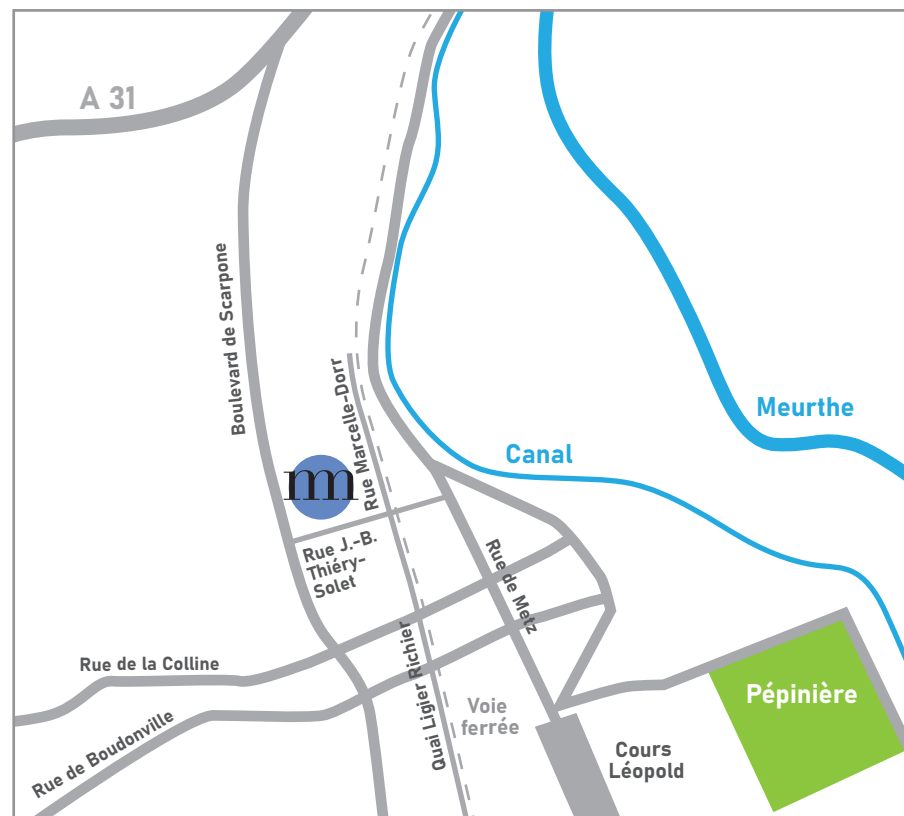 A 31
Boulevard de Scarpone
Rue Marcelle-Dorr
Meurthe
Canal
m
Rue J.-B.
Thiéry-
Solet
Rue de Metz
Rue de la Colline
Quai Ligier Richier
Pépinière
Voie
ferrée
Rue de Boudonville
Cours
Léopold